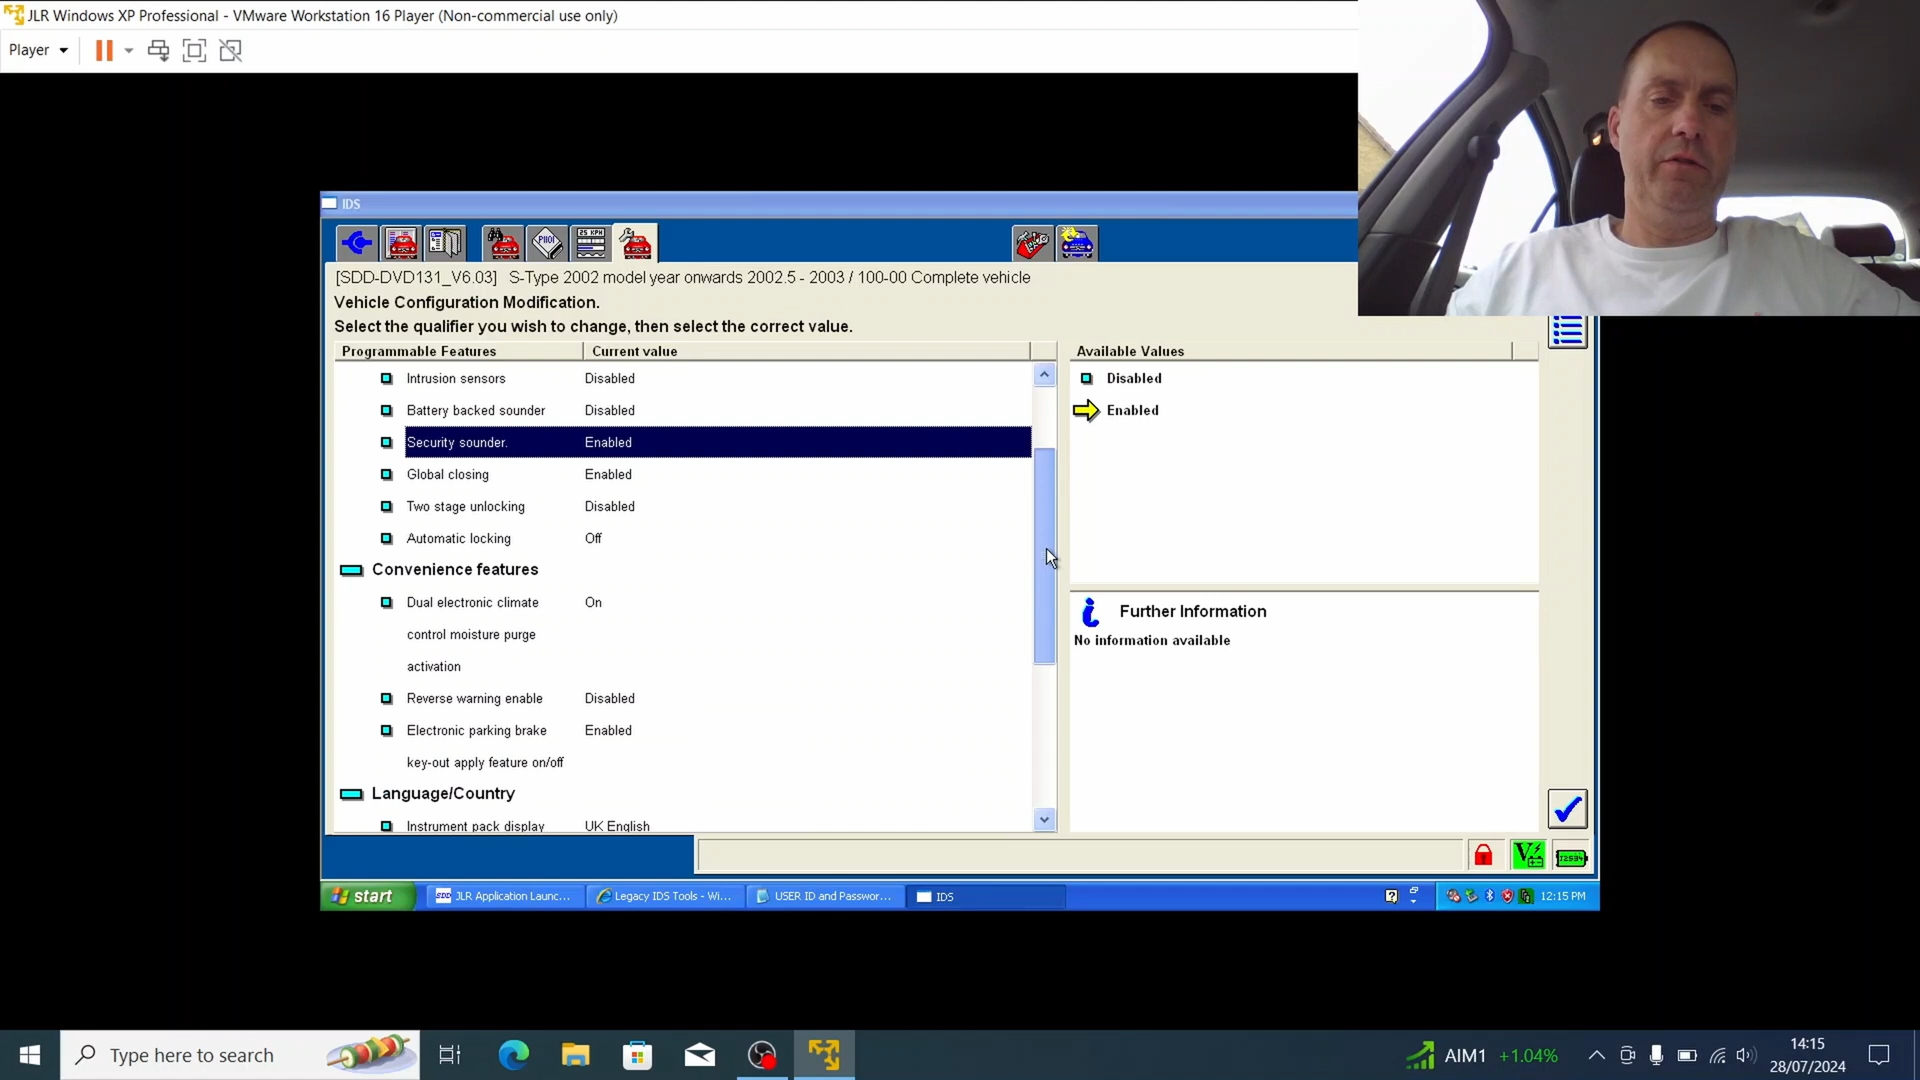 JLR Windows XP Professional - VMware Workstation 16 Player (Non-commercial use only)
Player
IDS
25 KPH
[SDD-DVD131_V6.03] S-Type 2002 model year onwards 2002.5 - 2003 / 100-00 Complete vehicle
Vehicle Configuration Modification.
Select the qualifier you wish to change, then select the correct value.
Programmable Features Current value
Intrusion sensors Disabled
Battery backed sounder Disabled
Security sounder. Enabled
Global closing Enabled
Two stage unlocking Disabled
Automatic locking Off
Convenience features
Dual electronic climate On
control moisture purge
activation
Reverse warning enable Disabled
Electronic parking brake Enabled
key-out apply feature on/off
Language/Country
Instrument pack display UK English
Available Values
Disabled
Enabled
Further Information
No information available
start
SDD JLR Application Launc...
Legacy IDS Tools - Wi...
USER ID and Passwor...
IDS
12:15 PM
Type here to search
AIM1 +1.04%
14:15
28/07/2024